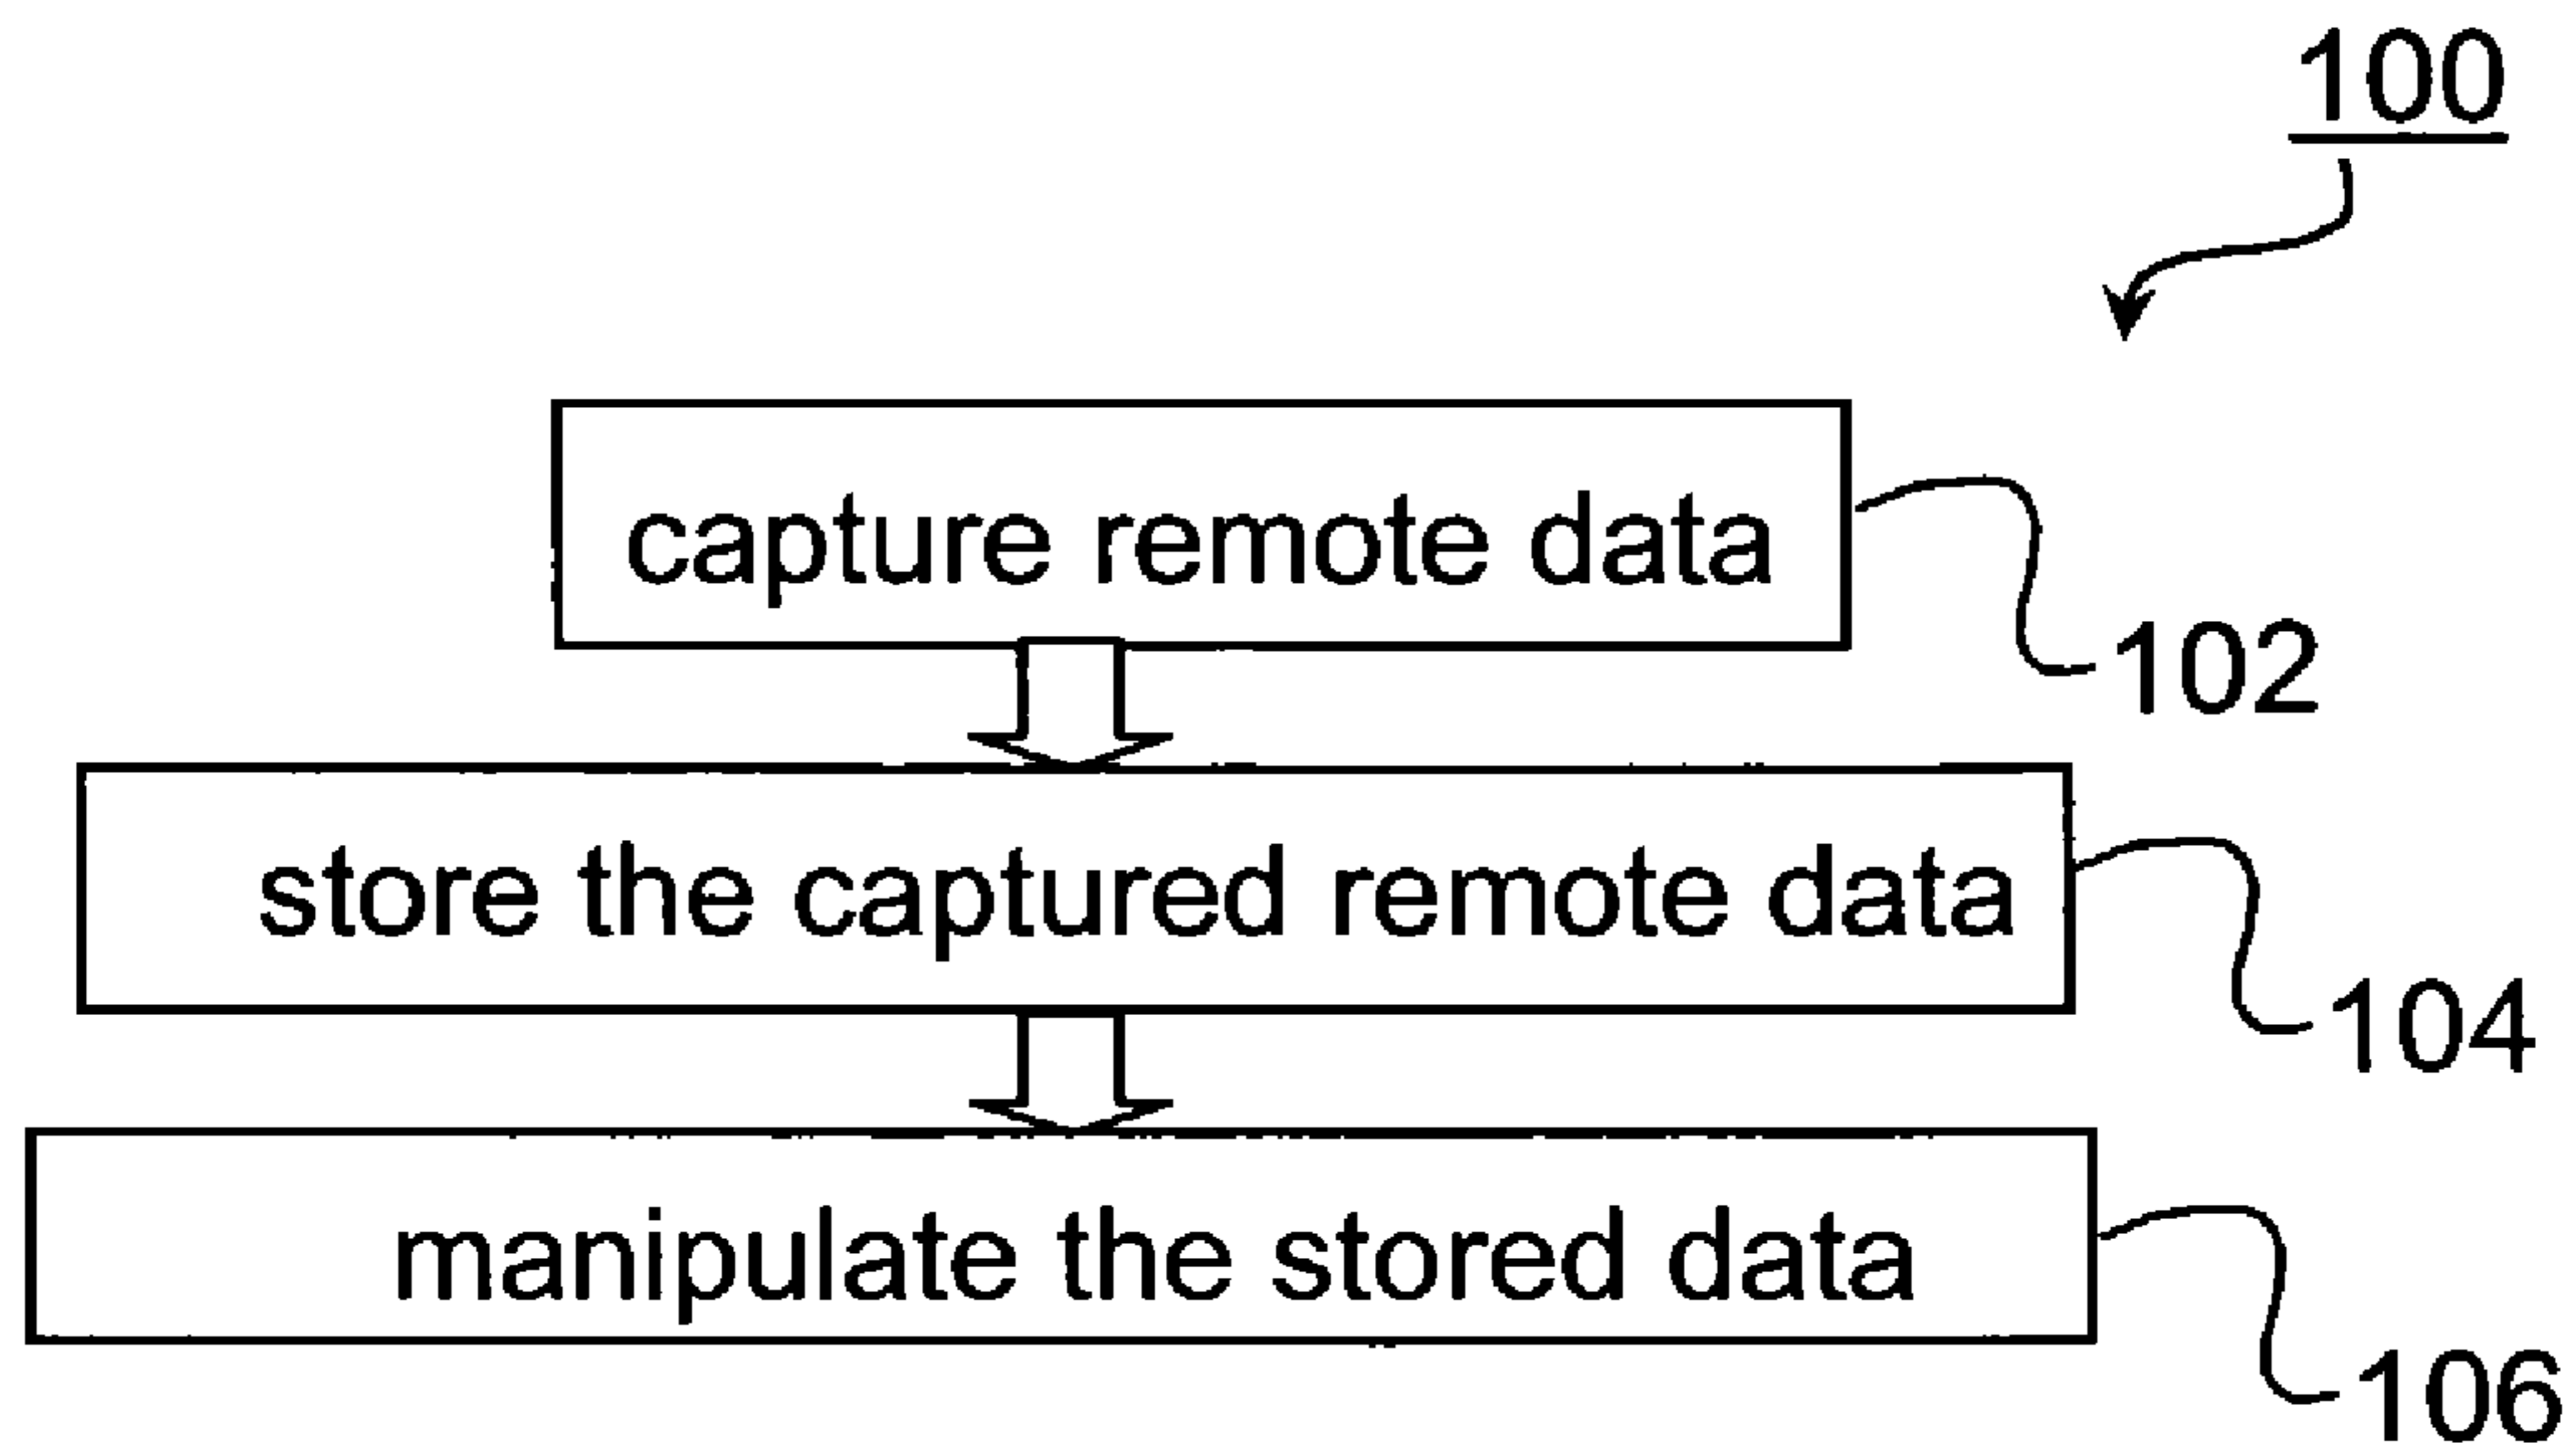 100
capture remote data
102
store the captured remote data
104
manipulate the stored data
106